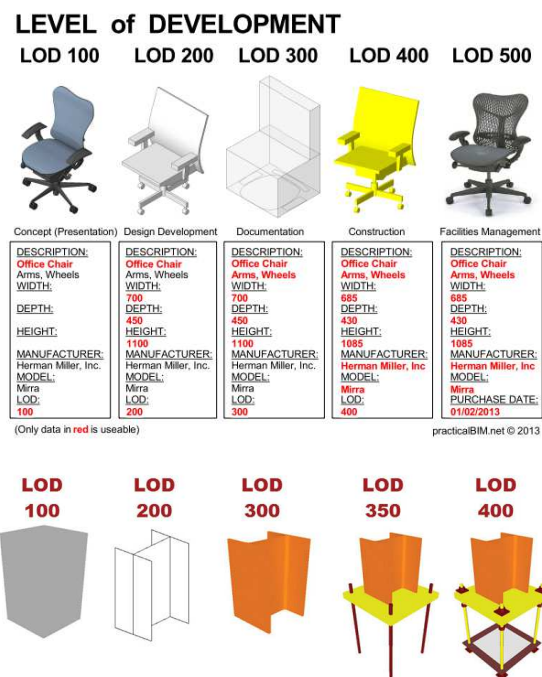 LEVEL of DEVELOPMENT
LOD 100 LOD 200 LOD 300 LOD 400 LOD 500
Concept (Presentation) Design Development Documentation Construction Facilities Management
DESCRIPTION:
Office Chair
Arms, Wheels
WIDTH:
DEPTH:
HEIGHT:
MANUFACTURER:
Herman Miller, Inc.
MODEL:
Mirra
LOD:
100
DESCRIPTION:
Office Chair
Arms, Wheels
WIDTH:
700
DEPTH:
450
HEIGHT:
1100
MANUFACTURER:
Herman Miller, Inc.
MODEL:
Mirra
LOD:
200
DESCRIPTION:
Office Chair
Arms, Wheels
WIDTH:
700
DEPTH:
450
HEIGHT:
1100
MANUFACTURER:
Herman Miller, Inc.
MODEL:
Mirra
LOD:
300
DESCRIPTION:
Office Chair
Arms, Wheels
WIDTH:
685
DEPTH:
430
HEIGHT:
1085
MANUFACTURER:
Herman Miller, Inc
MODEL:
Mirra
LOD:
400
DESCRIPTION:
Office Chair
Arms, Wheels
WIDTH:
685
DEPTH:
430
HEIGHT:
1085
MANUFACTURER:
Herman Miller, Inc
MODEL:
Mirra
PURCHASE DATE:
01/02/2013
(Only data in red is useable) practicalBIM.net © 2013
LOD LOD LOD LOD LOD
100 200 300 350 400